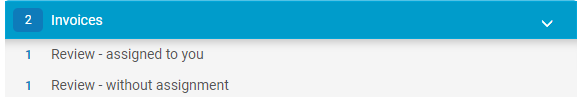 2 Invoices
1 Review - assigned to you
1 Review - without assignment